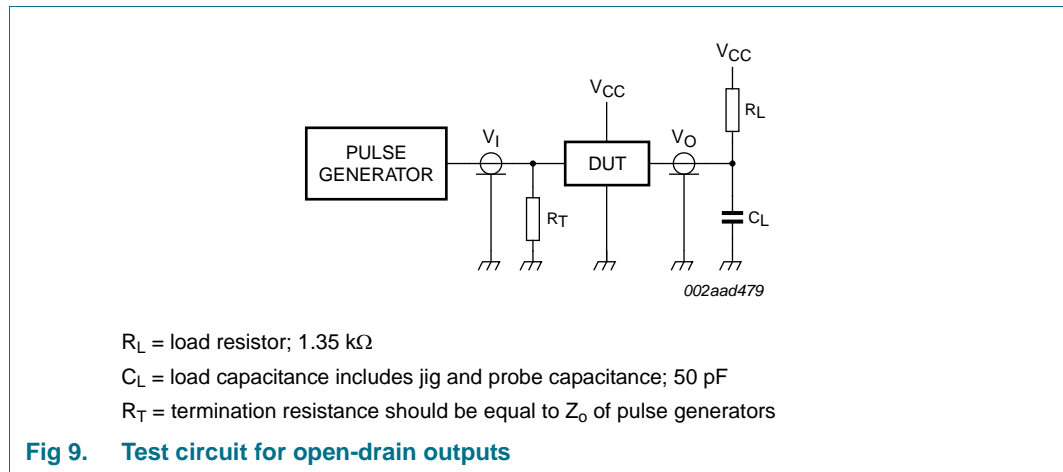 V_CC
R_L
V_CC
V_I
V_O
PULSE
GENERATOR
DUT
R_T
C_L
002aad479
R_L = load resistor; 1.35 kΩ
C_L = load capacitance includes jig and probe capacitance; 50 pF
R_T = termination resistance should be equal to Z_o of pulse generators
Fig 9. Test circuit for open-drain outputs